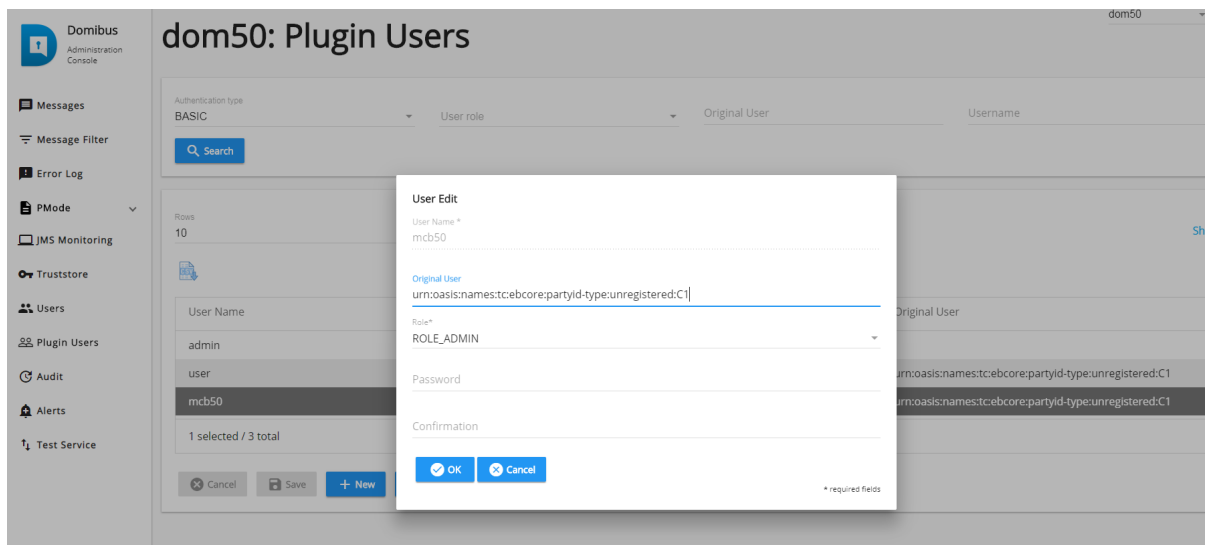 Domibus
Administration
Console
dom50: Plugin Users
dom50
Messages
Message Filter
Error Log
PMode
JMS Monitoring
Truststore
Users
Plugin Users
Audit
Alerts
Test Service
Authentication type
BASIC
User role
Original User
Username
Search
Rows
10
Sh
User Name
Original User
admin
user
urn:oasis:names:tc:ebcore:partyid-type:unregistered:C1
mcb50
urn:oasis:names:tc:ebcore:partyid-type:unregistered:C1
1 selected / 3 total
Cancel
Save
+ New
User Edit
User Name *
mcb50
Original User
urn:oasis:names:tc:ebcore:partyid-type:unregistered:C1
Role*
ROLE_ADMIN
Password
Confirmation
OK
Cancel
* required fields